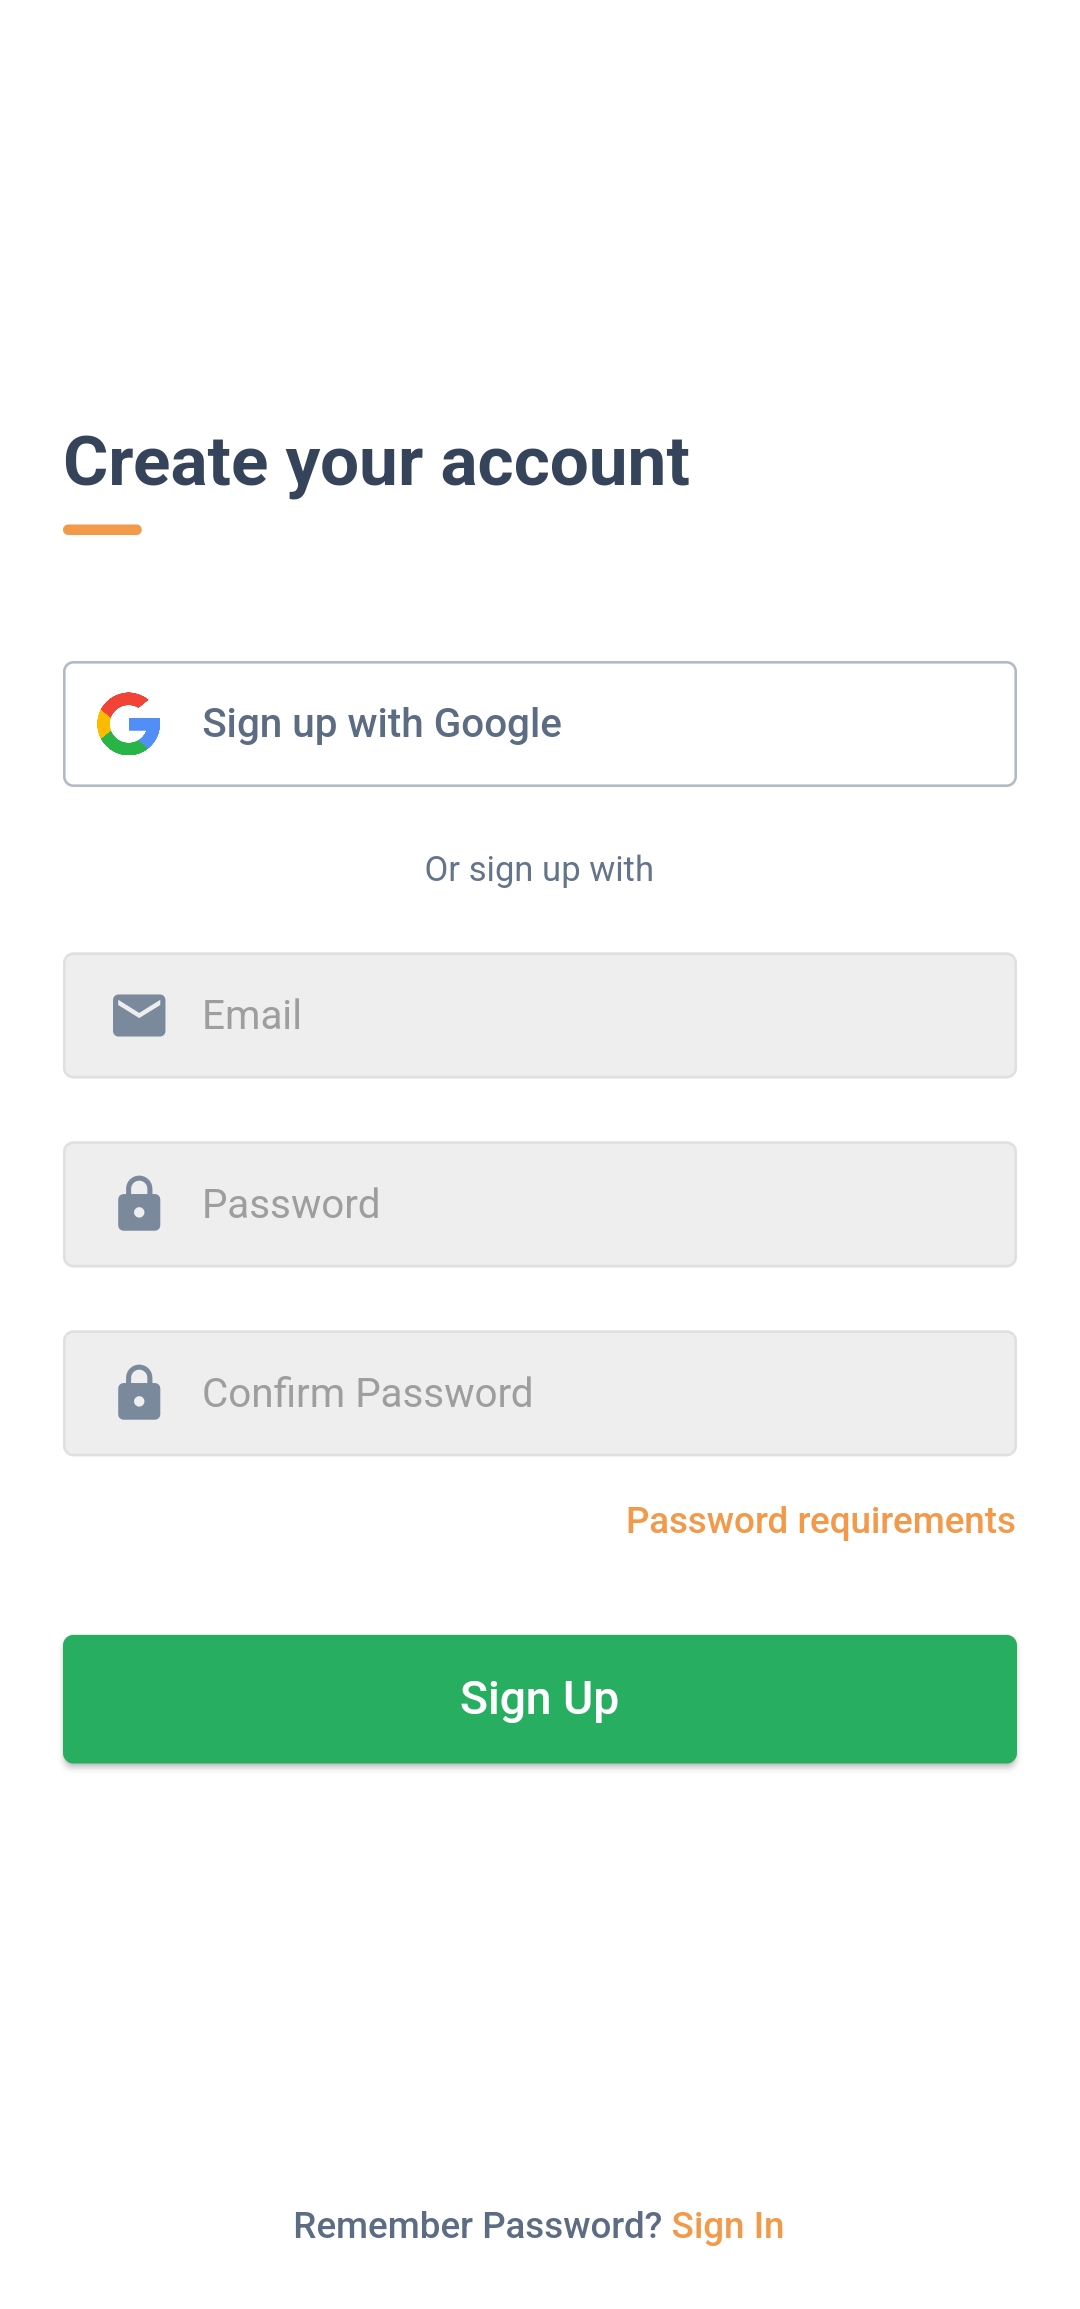 Create your account
Sign up with Google
Or sign up with
Email
Password
Confirm Password
Password requirements
Sign Up
Remember Password? Sign In